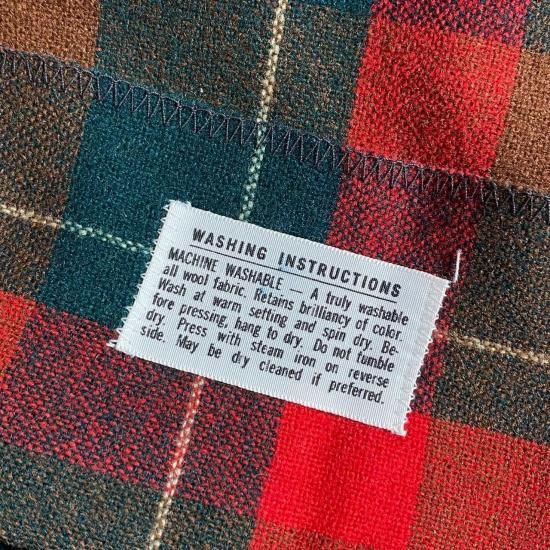 WASHING INSTRUCTIONS
MACHINE WASHABLE — A truly washable
all wool fabric. Retains brilliancy of color.
Wash at warm setting and spin dry. Be-
fore pressing, hang to dry. Do not tumble
dry. Press with steam iron on reverse
side. May be dry cleaned if preferred.